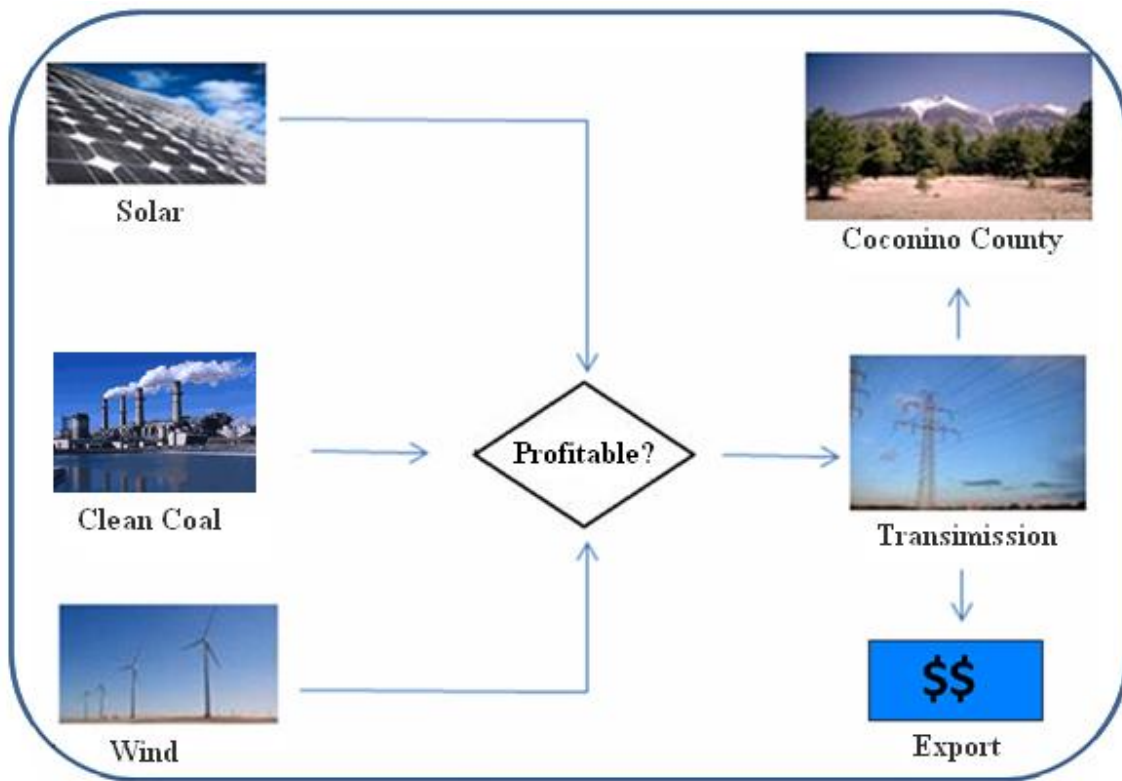 Solar
Coconino County
Profitable?
Clean Coal
Transimission
$$
Wind
Export